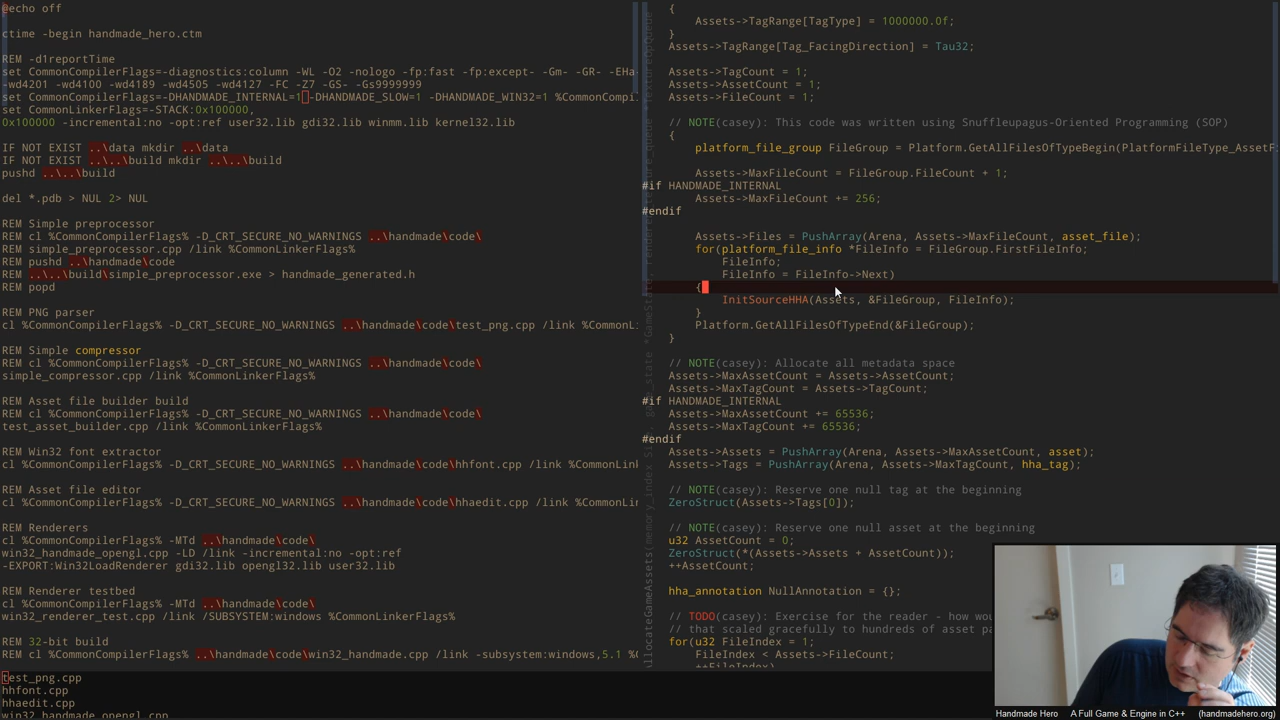 @echo off
ctime -begin handmade_hero.ctm
REM -d1reportTime
set CommonCompilerFlags=-diagnostics:column -WL -O2 -nologo -fp:fast -fp:except- -Gm- -GR- -EHa-
-wd4201 -wd4100 -wd4189 -wd4505 -wd4127 -FC -Z7 -GS- -Gs9999999
set CommonCompilerFlags=-DHANDMADE_INTERNAL=1 -DHANDMADE_SLOW=1 -DHANDMADE_WIN32=1 %CommonCompi
set CommonLinkerFlags=-STACK:0x100000,
0x100000 -incremental:no -opt:ref user32.lib gdi32.lib winmm.lib kernel32.lib
IF NOT EXIST ..\data mkdir ..\data
IF NOT EXIST ..\..\build mkdir ..\..\build
pushd ..\..\build
del *.pdb > NUL 2> NUL
REM Simple preprocessor
REM cl %CommonCompilerFlags% -D_CRT_SECURE_NO_WARNINGS ..\handmade\code\
REM simple_preprocessor.cpp /link %CommonLinkerFlags%
REM pushd ..\handmade\code
REM ..\..\build\simple_preprocessor.exe > handmade_generated.h
REM popd
REM PNG parser
cl %CommonCompilerFlags% -D_CRT_SECURE_NO_WARNINGS ..\handmade\code\test_png.cpp /link %CommonLi
REM Simple compressor
cl %CommonCompilerFlags% -D_CRT_SECURE_NO_WARNINGS ..\handmade\code\
simple_compressor.cpp /link %CommonLinkerFlags%
REM Asset file builder build
REM cl %CommonCompilerFlags% -D_CRT_SECURE_NO_WARNINGS ..\handmade\code\
test_asset_builder.cpp /link %CommonLinkerFlags%
REM Win32 font extractor
cl %CommonCompilerFlags% -D_CRT_SECURE_NO_WARNINGS ..\handmade\code\hhfont.cpp /link %CommonLink
REM Asset file editor
cl %CommonCompilerFlags% -D_CRT_SECURE_NO_WARNINGS ..\handmade\code\hhaedit.cpp /link %CommonLin
REM Renderers
cl %CommonCompilerFlags% -MTd ..\handmade\code\
win32_handmade_opengl.cpp -LD /link -incremental:no -opt:ref
-EXPORT:Win32LoadRenderer gdi32.lib opengl32.lib user32.lib
REM Renderer testbed
cl %CommonCompilerFlags% -MTd ..\handmade\code\
win32_renderer_test.cpp /link /SUBSYSTEM:windows %CommonLinkerFlags%
REM 32-bit build
REM cl %CommonCompilerFlags% ..\handmade\code\win32_handmade.cpp /link -subsystem:windows,5.1 %C
test_png.cpp
hhfont.cpp
hhaedit.cpp
win32_handmade_opengl.cpp
{
Assets->TagRange[TagType] = 1000000.0f;
}
Assets->TagRange[Tag_FacingDirection] = Tau32;
Assets->TagCount = 1;
Assets->AssetCount = 1;
Assets->FileCount = 1;
// NOTE(casey): This code was written using Snuffleupagus-Oriented Programming (SOP)
{
platform_file_group FileGroup = Platform.GetAllFilesOfTypeBegin(PlatformFileType_AssetF
Assets->MaxFileCount = FileGroup.FileCount + 1;
#if HANDMADE_INTERNAL
Assets->MaxFileCount += 256;
#endif
Assets->Files = PushArray(Arena, Assets->MaxFileCount, asset_file);
for(platform_file_info *FileInfo = FileGroup.FirstFileInfo;
FileInfo;
FileInfo = FileInfo->Next)
{
InitSourceHHA(Assets, &FileGroup, FileInfo);
}
Platform.GetAllFilesOfTypeEnd(&FileGroup);
}
// NOTE(casey): Allocate all metadata space
Assets->MaxAssetCount = Assets->AssetCount;
Assets->MaxTagCount = Assets->TagCount;
#if HANDMADE_INTERNAL
Assets->MaxAssetCount += 65536;
Assets->MaxTagCount += 65536;
#endif
Assets->Assets = PushArray(Arena, Assets->MaxAssetCount, asset);
Assets->Tags = PushArray(Arena, Assets->MaxTagCount, hha_tag);
// NOTE(casey): Reserve one null tag at the beginning
ZeroStruct(Assets->Tags[0]);
// NOTE(casey): Reserve one null asset at the beginning
u32 AssetCount = 0;
ZeroStruct(*(Assets->Assets + AssetCount));
++AssetCount;
hha_annotation NullAnnotation = {};
// TODO(casey): Exercise for the reader - how wou
// that scaled gracefully to hundreds of asset pa
for(u32 FileIndex = 1;
FileIndex < Assets->FileCount;
++FileIndex)
Handmade Hero A Full Game & Engine in C++ (handmadehero.org)